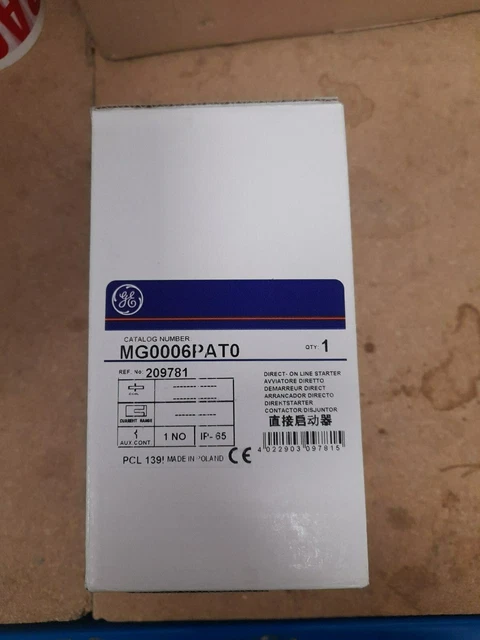 GE
CATALOG NUMBER
MG0006PAT0
QTY. 1
REF. No: 209781
DIRECT- ON LINE STARTER
AVVIATORE DIRETTO
DEMARREUR DIRECT
ARRANCADOR DIRECTO
DIREKTSTARTER
CONTACTOR DISJUNTOR
直接启动器
COIL
CURRENT RANGE
AUX.CONT
1 NO
IP- 65
4 022903 097815
PCL 139! MADE IN POLAND CE